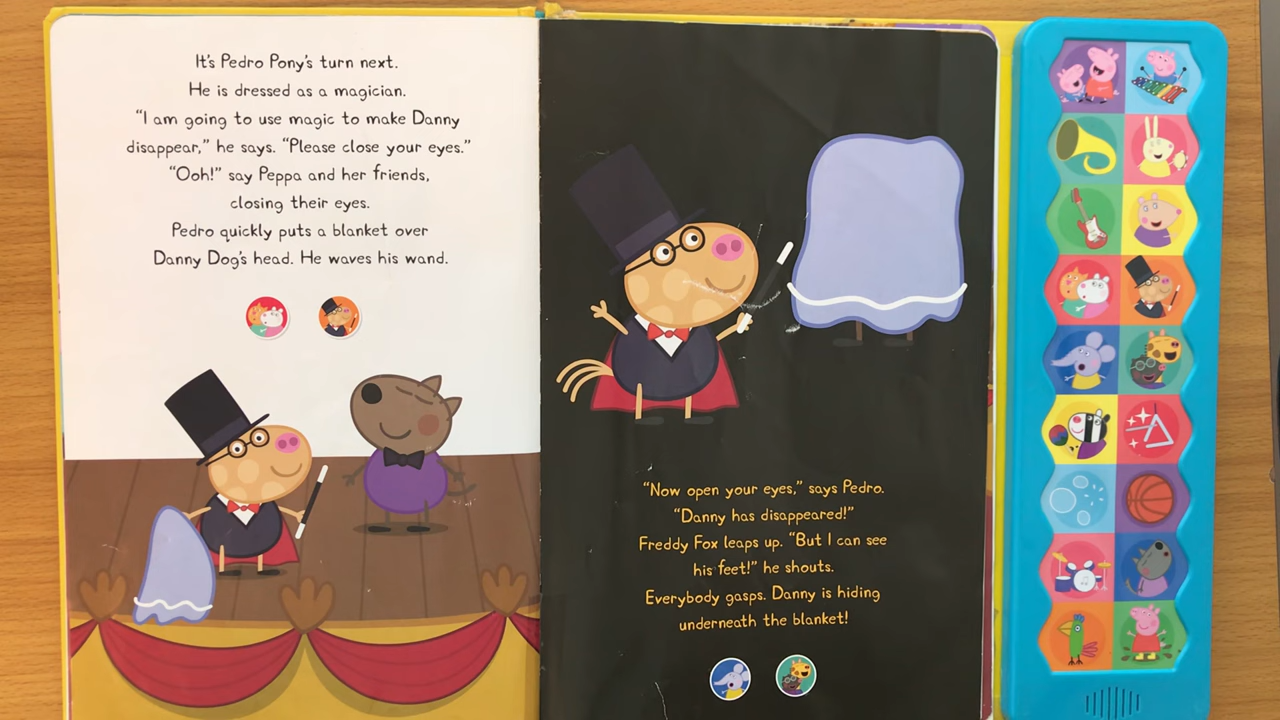 It's Pedro Pony's turn next.
He is dressed as a magician.
"I am going to use magic to make Danny
disappear," he says. "Please close your eyes."
"Ooh!" say Peppa and her friends,
closing their eyes.
Pedro quickly puts a blanket over
Danny Dog's head. He waves his wand.
"Now open your eyes," says Pedro.
"Danny has disappeared!"
Freddy Fox leaps up. "But I can see
his feet!" he shouts.
Everybody gasps. Danny is hiding
underneath the blanket!